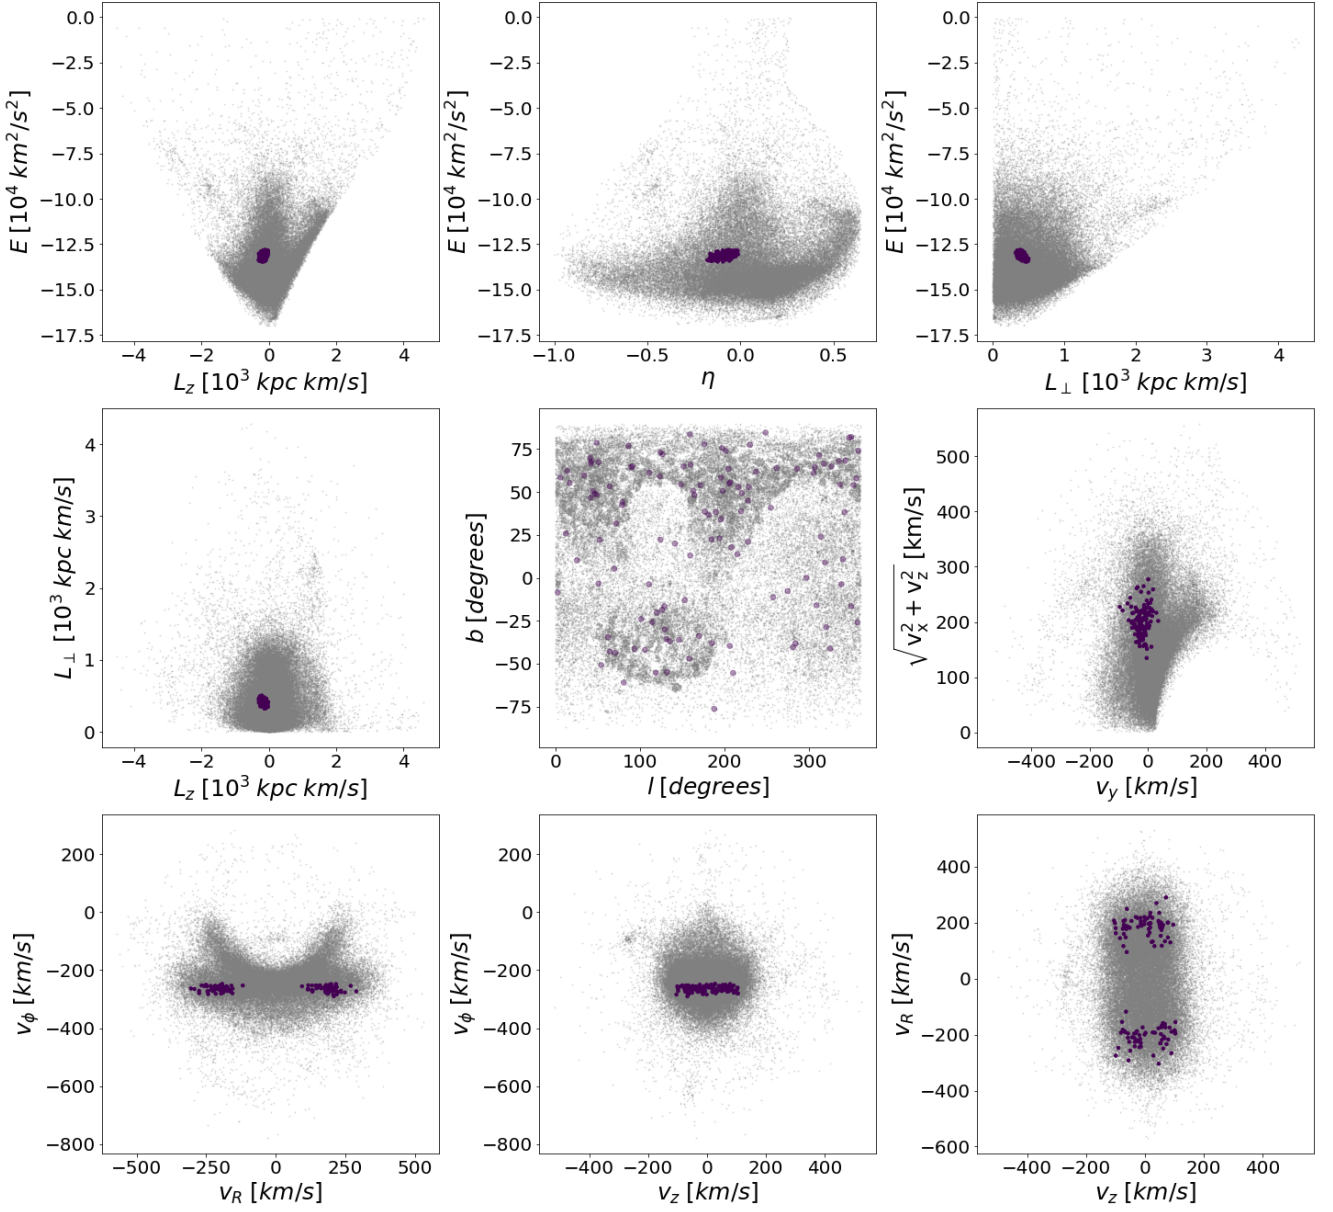 0.0
−2.5
−5.0
−7.5
−10.0
−12.5
−15.0
−17.5
E [10⁴ km²/s²]
−4 −2 0 2 4
L_z [10³ kpc km/s]
0.0
−2.5
−5.0
−7.5
−10.0
−12.5
−15.0
−17.5
E [10⁴ km²/s²]
−1.0 −0.5 0.0 0.5
η
0.0
−2.5
−5.0
−7.5
−10.0
−12.5
−15.0
−17.5
E [10⁴ km²/s²]
0 1 2 3 4
L_⊥ [10³ kpc km/s]
4
3
2
1
0
L_⊥ [10³ kpc km/s]
−4 −2 0 2 4
L_z [10³ kpc km/s]
75
50
25
0
−25
−50
−75
b [degrees]
0 100 200 300
l [degrees]
500
400
300
200
100
0
√v_x² + v_z² [km/s]
−400 −200 0 200 400
v_y [km/s]
200
0
−200
−400
−600
−800
v_ϕ [km/s]
−500 −250 0 250 500
v_R [km/s]
200
0
−200
−400
−600
−800
v_ϕ [km/s]
−400 −200 0 200 400
v_z [km/s]
400
200
0
−200
−400
−600
v_R [km/s]
−400 −200 0 200 400
v_z [km/s]